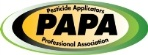 Pesticide Applicators
PAPA
Professional Association